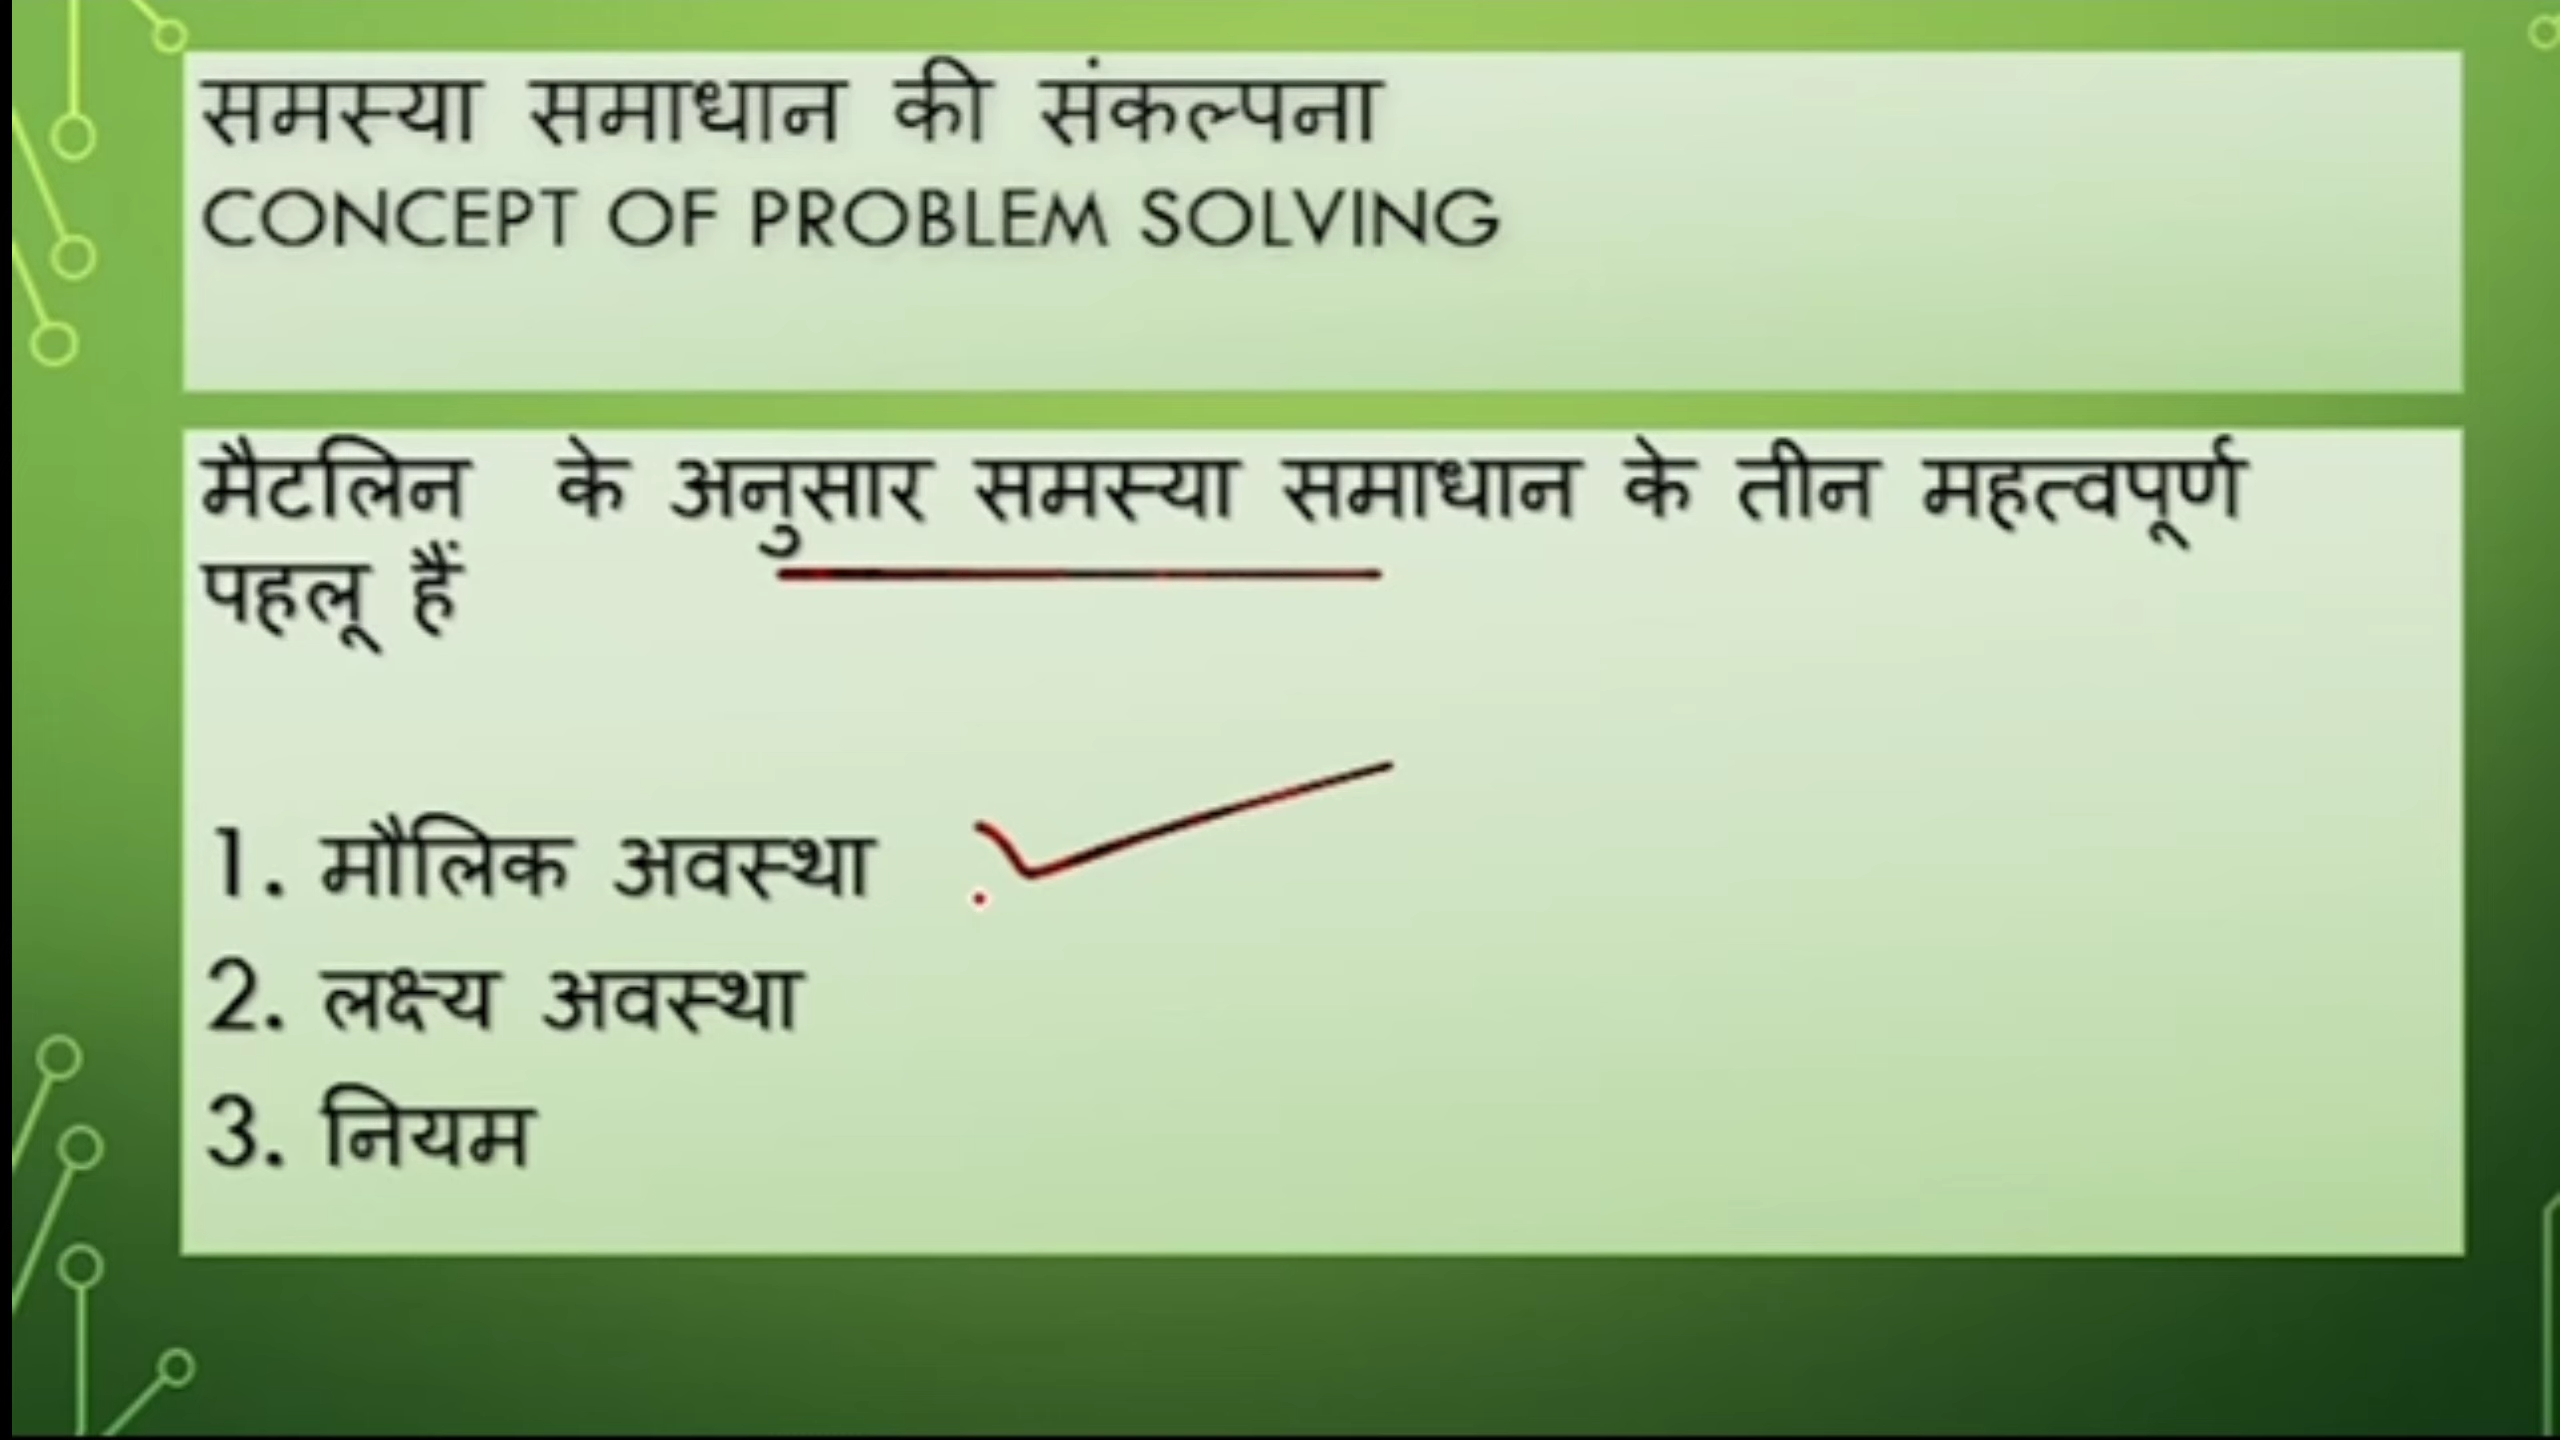 समस्या समाधान की संकल्पना
CONCEPT OF PROBLEM SOLVING
मैटलिन के अनुसार समस्या समाधान के तीन महत्वपूर्ण
पहलू हैं
1. मौलिक अवस्था
2. लक्ष्य अवस्था
3. नियम